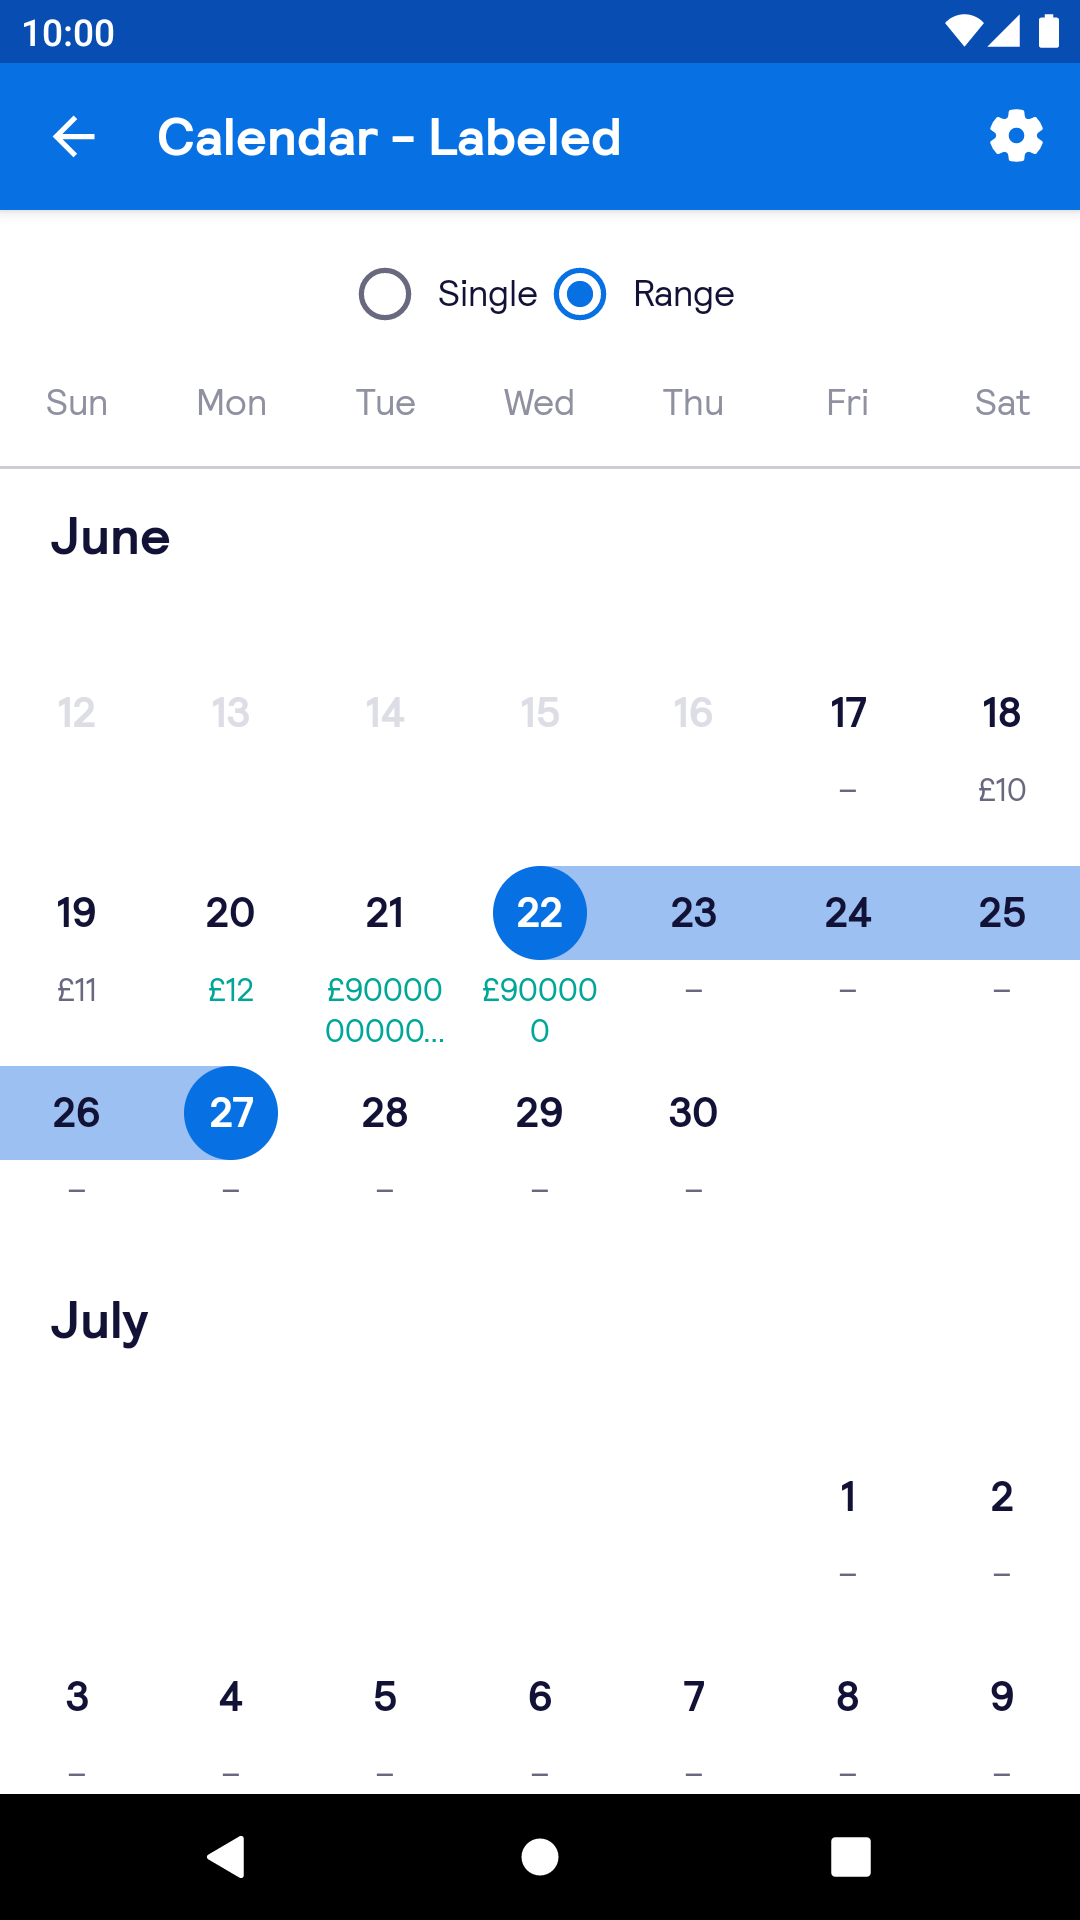 10:00
Calendar – Labeled
Single Range
Sun Mon Tue Wed Thu Fri Sat
June
12 13 14 15 16 17 18
– £10
19 20 21 22 23 24 25
£11 £12 £90000 £90000 – – –
00000... 0
26 27 28 29 30
– – – – –
July
1 2
– –
3 4 5 6 7 8 9
– – – – – – –